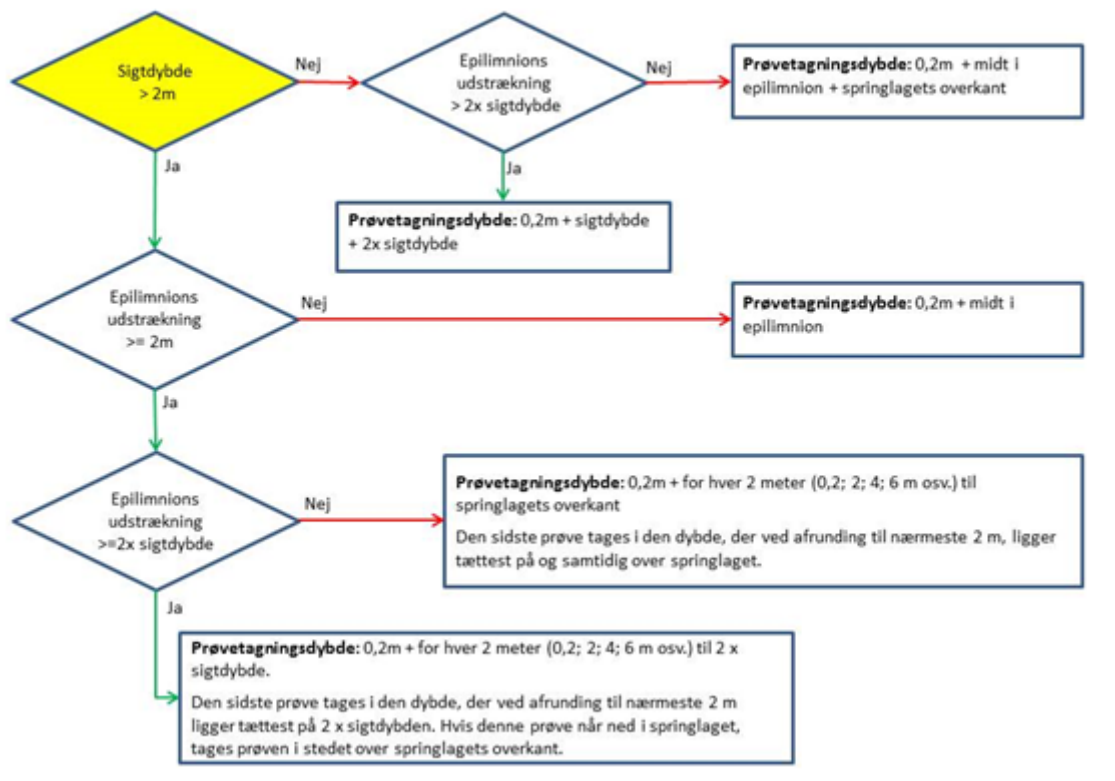 Sigtdybde
> 2m
Nej
Epilimnions
udstrækning
> 2x sigtdybde
Nej
Prøvetagningsdybde: 0,2m + midt i
epilimnion + springlagets overkant
Ja
Ja
Prøvetagningsdybde: 0,2m + sigtdybde
+ 2x sigtdybde
Epilimnions
udstrækning
>= 2m
Nej
Prøvetagningsdybde: 0,2m + midt i
epilimnion
Ja
Epilimnions
udstrækning
>=2x sigtdybde
Nej
Prøvetagningsdybde: 0,2m + for hver 2 meter (0,2; 2; 4; 6 m osv.) til
springlagets overkant
Den sidste prøve tages i den dybde, der ved afrunding til nærmeste 2 m, ligger
tættest på og samtidig over springlaget.
Ja
Prøvetagningsdybde: 0,2m + for hver 2 meter (0,2; 2; 4; 6 m osv.) til 2 x
sigtdybde.
Den sidste prøve tages i den dybde, der ved afrunding til nærmeste 2 m
ligger tættest på 2 x sigtdybden. Hvis denne prøve når ned i springlaget,
tages prøven i stedet over springlagets overkant.